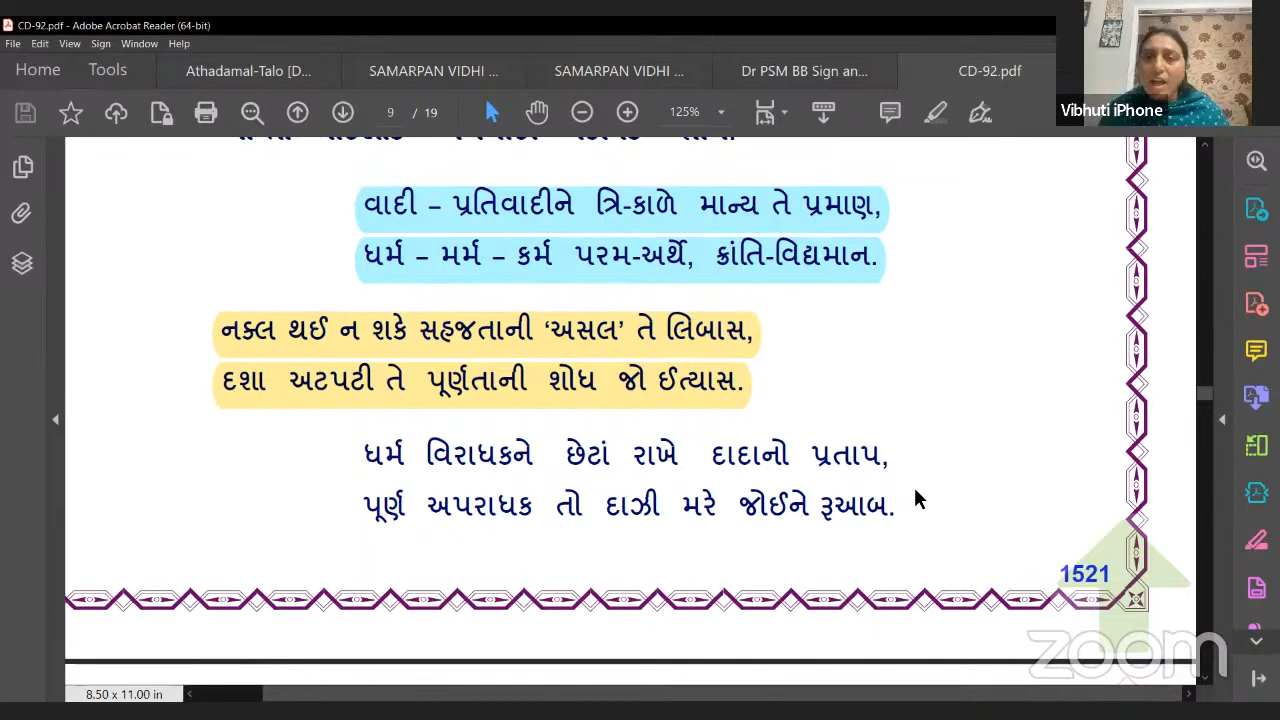 CD-92.pdf - Adobe Acrobat Reader (64-bit)
File Edit View Sign Window Help
Home Tools Athadamal-Talo [D... SAMARPAN VIDHI ... SAMARPAN VIDHI ... Dr PSM BB Sign an... CD-92.pdf
Vibhuti iPhone
9 / 19 125%
વાદી – પ્રતિવાદીને ત્રિ-કાળે માન્ય તે પ્રમાણ,
ધર્મ – મર્મ – કર્મ પરમ-અર્થે, ક્રાંતિ-વિદ્યમાન.
નક્લ થઈ ન શકે સહજતાની ‘અસલ’ તે લિબાસ,
દશા અટપટી તે પૂર્ણતાની શોધ જો ઈત્યાસ.
ધર્મ વિરાધકને છેટાં રાખે દાદાનો પ્રતાપ,
પૂર્ણ અપરાધક તો દાઝી મરે જોઈને રૂઆબ.
1521
zoom
8.50 x 11.00 in